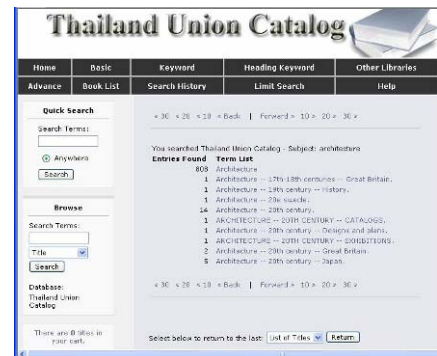 Thailand Union Catalog
Home Basic Keyword Heading Keyword Other Libraries
Advance Book List Search History Limit Search Help
Quick Search
Search Terms:
Anywhere
Search
Browse
Search Terms:
Title
Search
Database:
Thailand Union
Catalog
There are 0 titles in
your cart.
< 30 < 20 < 10 < Back | Forward > 10 > 20 > 30 >
You searched Thailand Union Catalog - Subject: architecture
Entries Found Term List
808 Architecture
1 Architecture -- 17th-18th centuries -- Great Britain.
1 Architecture -- 19th century -- History.
1 Architecture -- 20e siecle.
14 Architecture -- 20th century.
1 ARCHITECTURE -- 20TH CENTURY -- CATALOGS.
1 Architecture -- 20th century -- Designs and plans.
1 ARCHITECTURE -- 20TH CENTURY -- EXHIBITIONS.
2 Architecture -- 20th century -- Great Britain.
5 Architecture -- 20th century -- Japan.
< 30 < 20 < 10 < Back | Forward > 10 > 20 > 30 >
Select below to return to the last: List of Titles Return